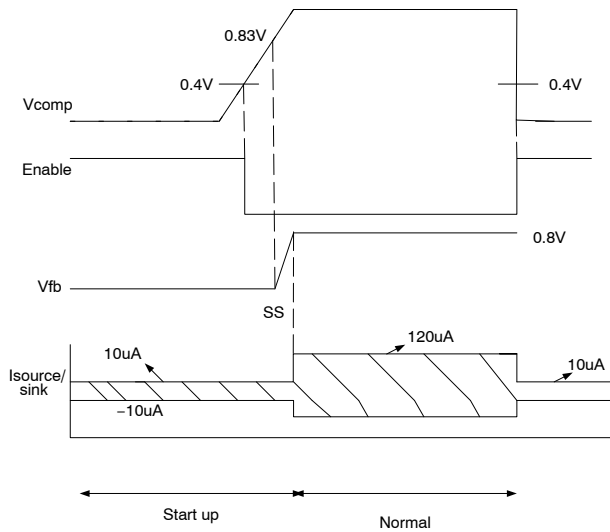 0.83V
0.4V
0.4V
Vcomp
Enable
0.8V
Vfb
SS
120uA
10uA
10uA
Isource/
sink
−10uA
Start up
Normal